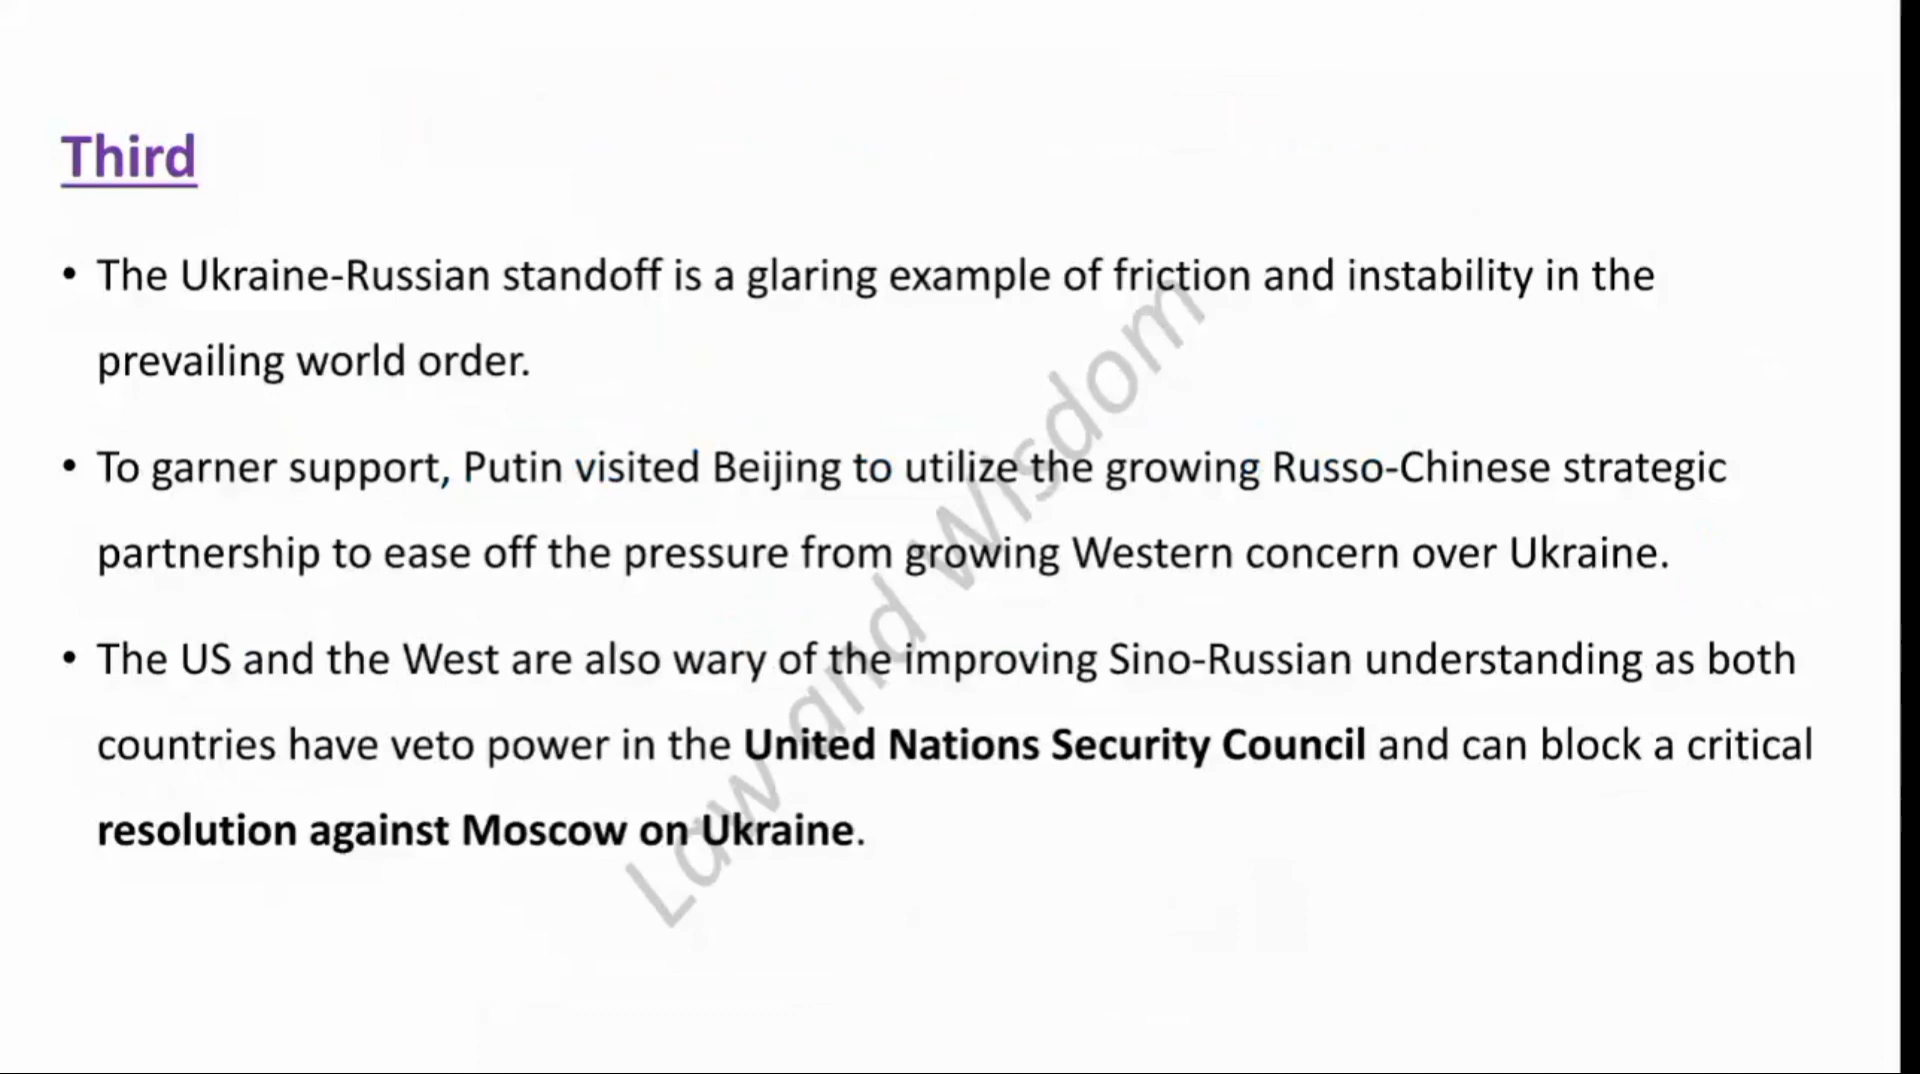 Third
• The Ukraine-Russian standoff is a glaring example of friction and instability in the
prevailing world order.
• To garner support, Putin visited Beijing to utilize the growing Russo-Chinese strategic
partnership to ease off the pressure from growing Western concern over Ukraine.
• The US and the West are also wary of the improving Sino-Russian understanding as both
countries have veto power in the United Nations Security Council and can block a critical
resolution against Moscow on Ukraine.
Law and Wisdom